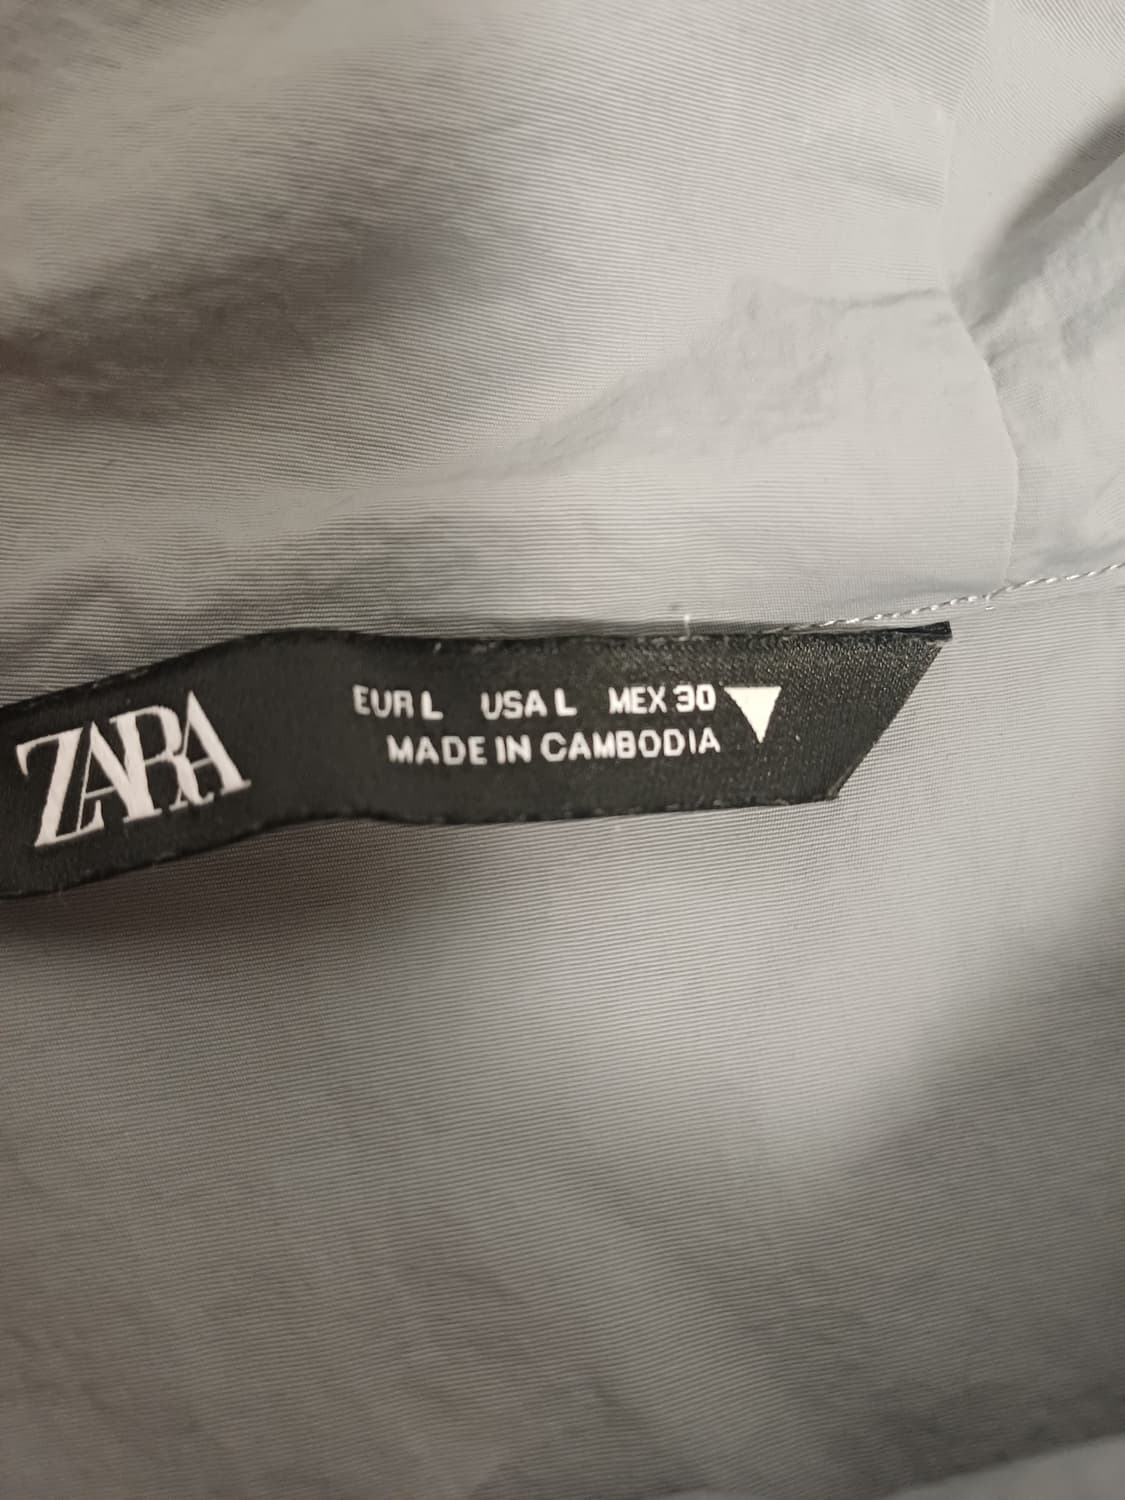 ZARA
EUR L USA L MEX 30
MADE IN CAMBODIA